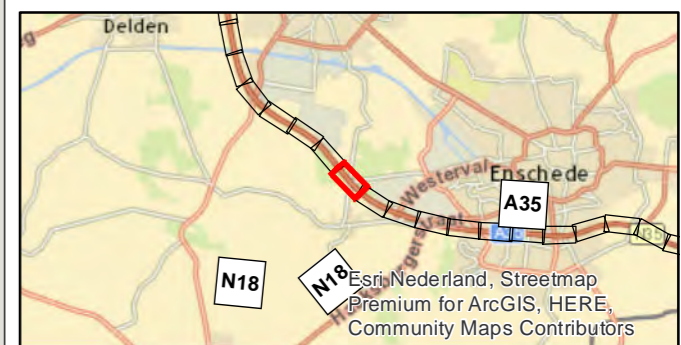 Delden
Westerval
Enschede
A35
N18
N18
Esri Nederland, Streetmap
Premium for ArcGIS, HERE,
Community Maps Contributors